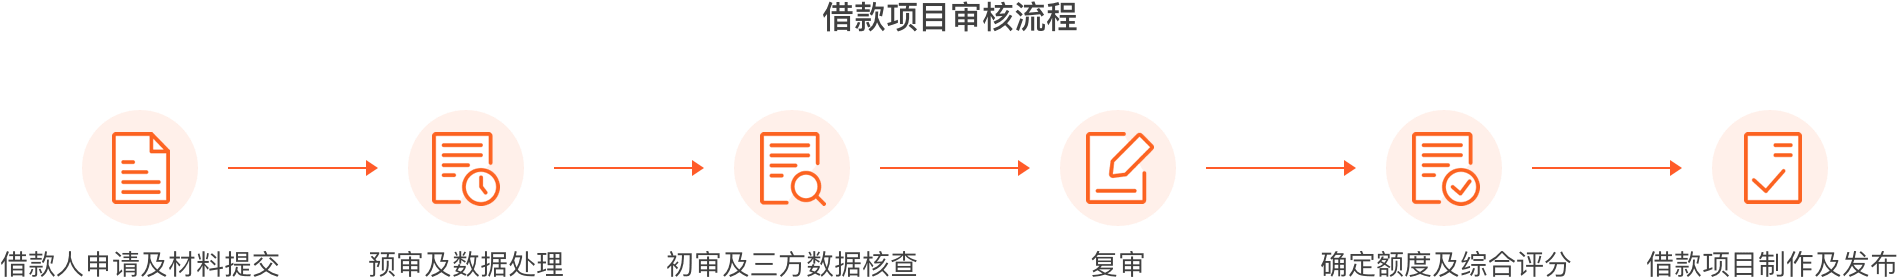 借款项目审核流程
借款人申请及材料提交
预审及数据处理
初审及三方数据核查
复审
确定额度及综合评分
借款项目制作及发布